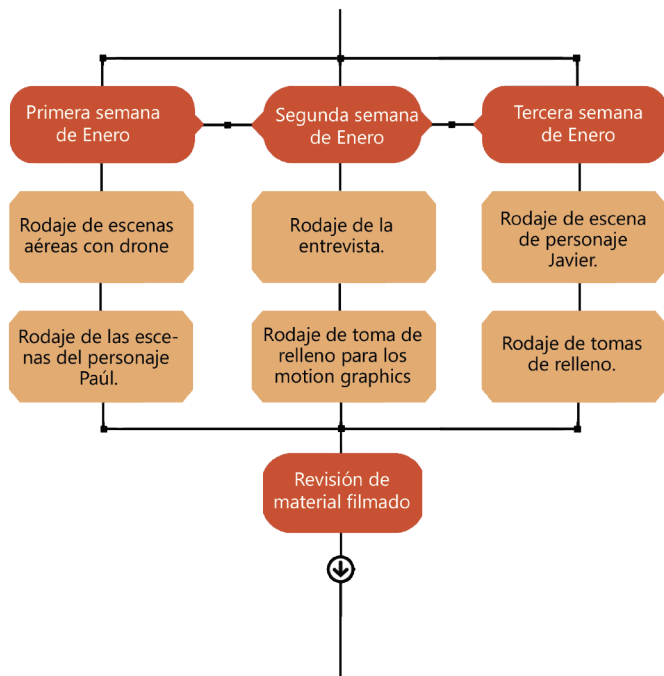 Primera semana
de Enero
Segunda semana
de Enero
Tercera semana
de Enero
Rodaje de escenas
aéreas con drone
Rodaje de la
entrevista.
Rodaje de escena
de personaje
Javier.
Rodaje de las esce-
nas del personaje
Paúl.
Rodaje de toma de
relleno para los
motion graphics
Rodaje de tomas
de relleno.
Revisión de
material filmado